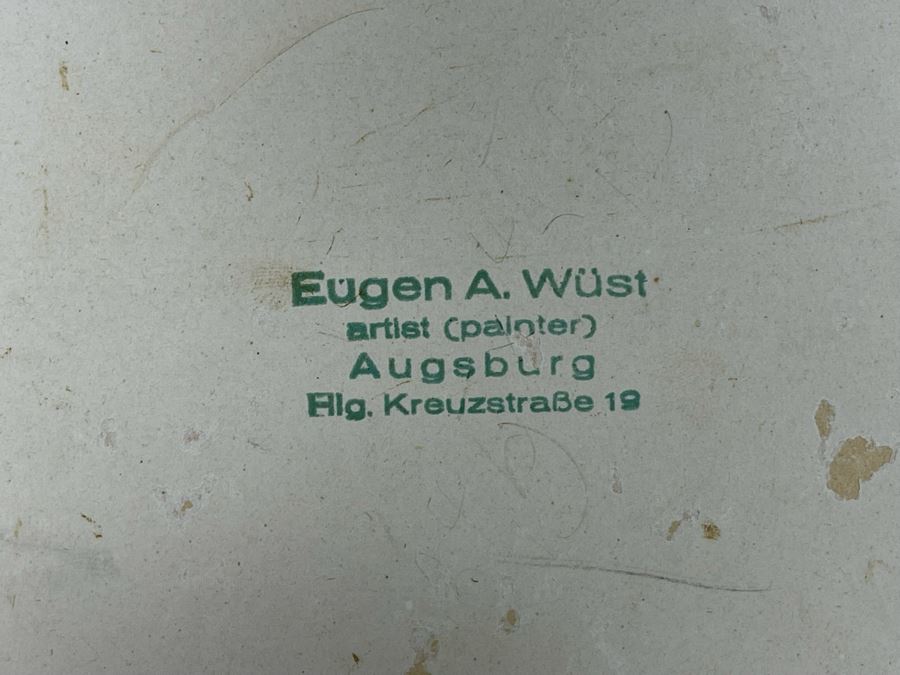 Eugen A. Wüst
artist (painter)
Augsburg
Hlg. Kreuzstraße 19